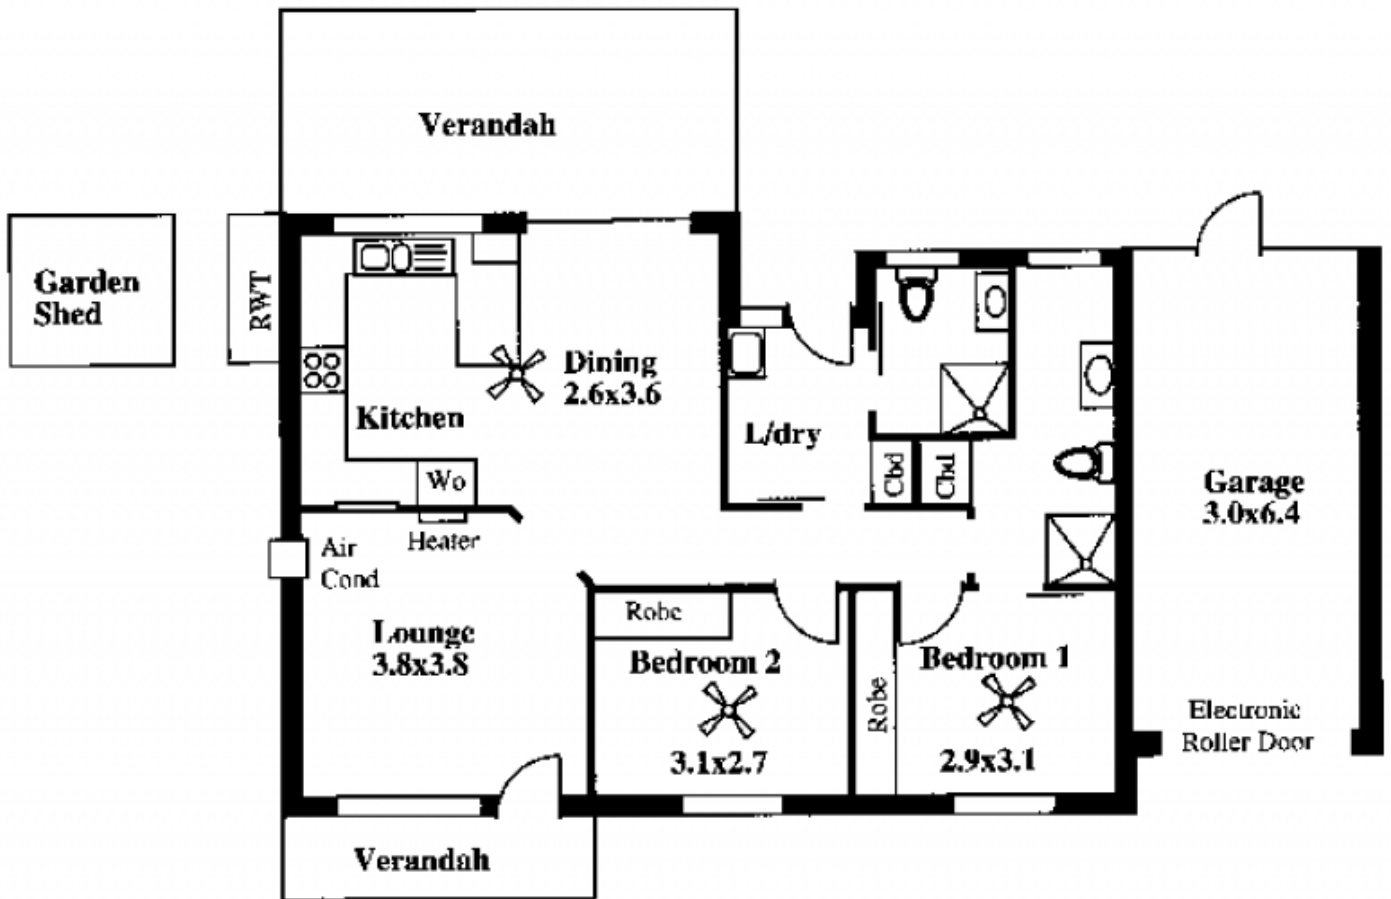 Verandah
Garden
Shed
RWT
Dining
2.6x3.6
Kitchen
L/dry
Wo
Cbd
Cbd
Garage
3.0x6.4
Air
Cond
Heater
Lounge
3.8x3.8
Robe
Bedroom 2
3.1x2.7
Robe
Bedroom 1
2.9x3.1
Electronic
Roller Door
Verandah